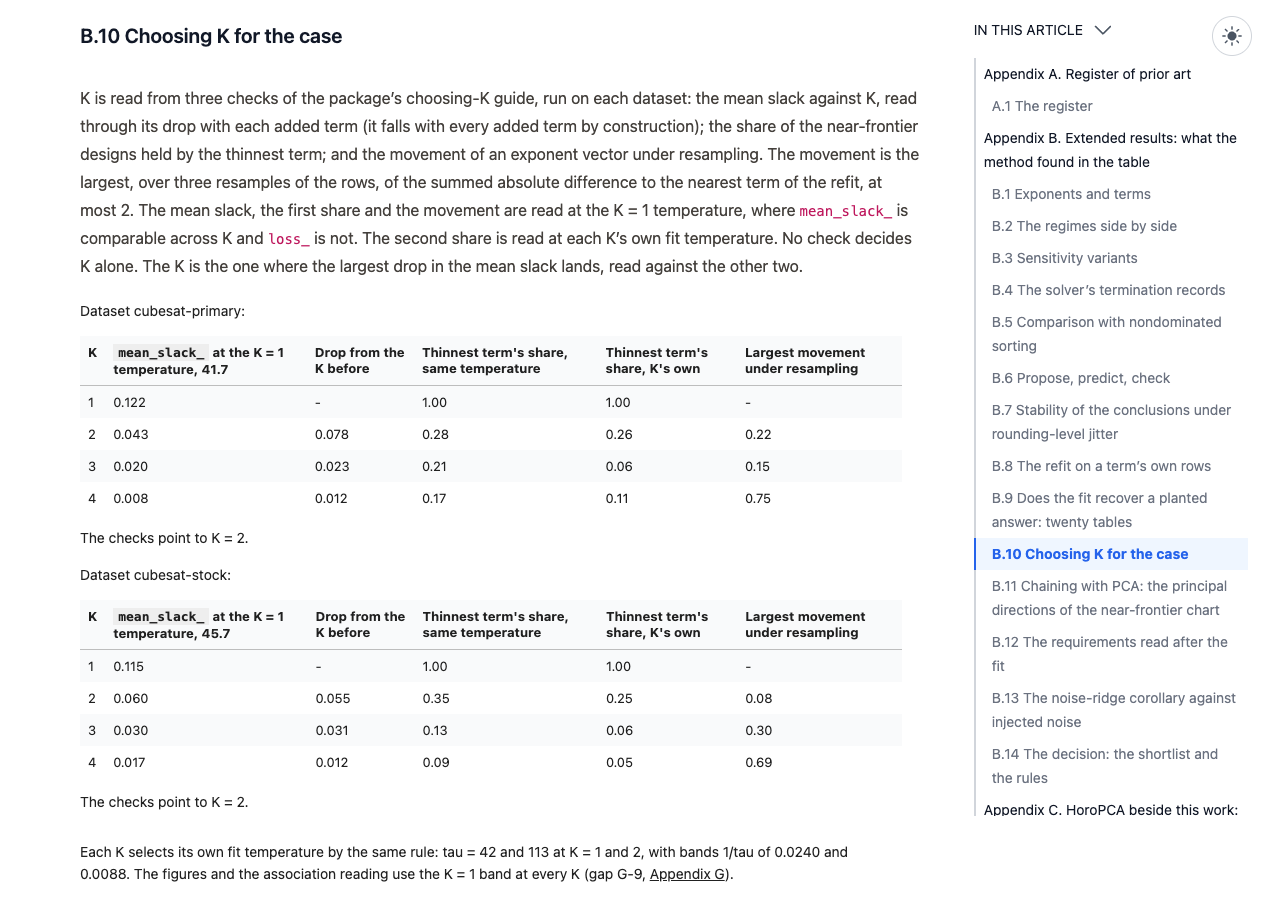 B.10 Choosing K for the case
K is read from three checks of the package's choosing-K guide, run on each dataset: the mean slack against K, read
through its drop with each added term (it falls with every added term by construction); the share of the near-frontier
designs held by the thinnest term; and the movement of an exponent vector under resampling. The movement is the
largest, over three resamples of the rows, of the summed absolute difference to the nearest term of the refit, at
most 2. The mean slack, the first share and the movement are read at the K = 1 temperature, where mean_slack_ is
comparable across K and loss_ is not. The second share is read at each K's own fit temperature. No check decides
K alone. The K is the one where the largest drop in the mean slack lands, read against the other two.
Dataset cubesat-primary:
K mean_slack_ at the K = 1 temperature, 41.7 Drop from the K before Thinnest term's share, same temperature Thinnest term's share, K's own Largest movement under resampling
1 0.122 - 1.00 1.00 -
2 0.043 0.078 0.28 0.26 0.22
3 0.020 0.023 0.21 0.06 0.15
4 0.008 0.012 0.17 0.11 0.75
The checks point to K = 2.
Dataset cubesat-stock:
K mean_slack_ at the K = 1 temperature, 45.7 Drop from the K before Thinnest term's share, same temperature Thinnest term's share, K's own Largest movement under resampling
1 0.115 - 1.00 1.00 -
2 0.060 0.055 0.35 0.25 0.08
3 0.030 0.031 0.13 0.06 0.30
4 0.017 0.012 0.09 0.05 0.69
The checks point to K = 2.
Each K selects its own fit temperature by the same rule: tau = 42 and 113 at K = 1 and 2, with bands 1/tau of 0.0240 and
0.0088. The figures and the association reading use the K = 1 band at every K (gap G-9, Appendix G).
IN THIS ARTICLE
Appendix A. Register of prior art
A.1 The register
Appendix B. Extended results: what the
method found in the table
B.1 Exponents and terms
B.2 The regimes side by side
B.3 Sensitivity variants
B.4 The solver's termination records
B.5 Comparison with nondominated
sorting
B.6 Propose, predict, check
B.7 Stability of the conclusions under
rounding-level jitter
B.8 The refit on a term's own rows
B.9 Does the fit recover a planted
answer: twenty tables
B.10 Choosing K for the case
B.11 Chaining with PCA: the principal
directions of the near-frontier chart
B.12 The requirements read after the
fit
B.13 The noise-ridge corollary against
injected noise
B.14 The decision: the shortlist and
the rules
Appendix C. HoroPCA beside this work: